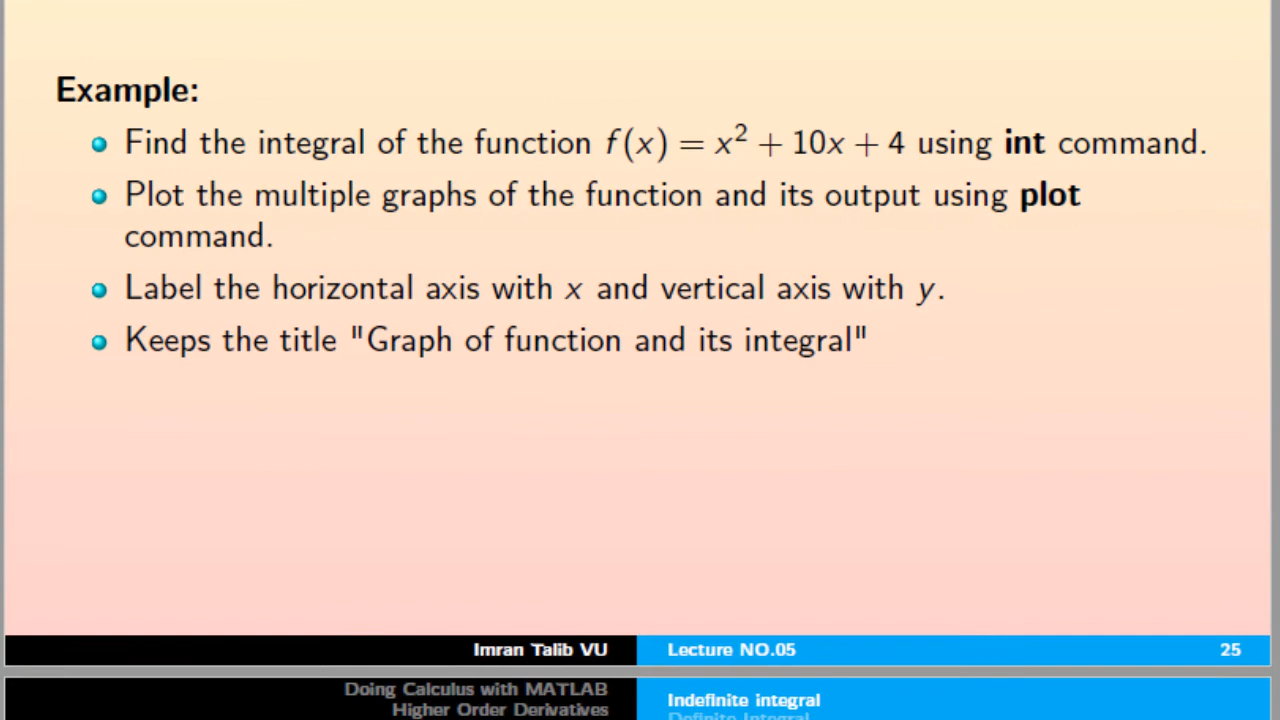 Example:
Find the integral of the function f(x) = x² + 10x + 4 using int command.
Plot the multiple graphs of the function and its output using plot
command.
Label the horizontal axis with x and vertical axis with y.
Keeps the title "Graph of function and its integral"
Imran Talib VU
Lecture NO.05
25
Doing Calculus with MATLAB
Higher Order Derivatives
Indefinite integral
Definite Integral